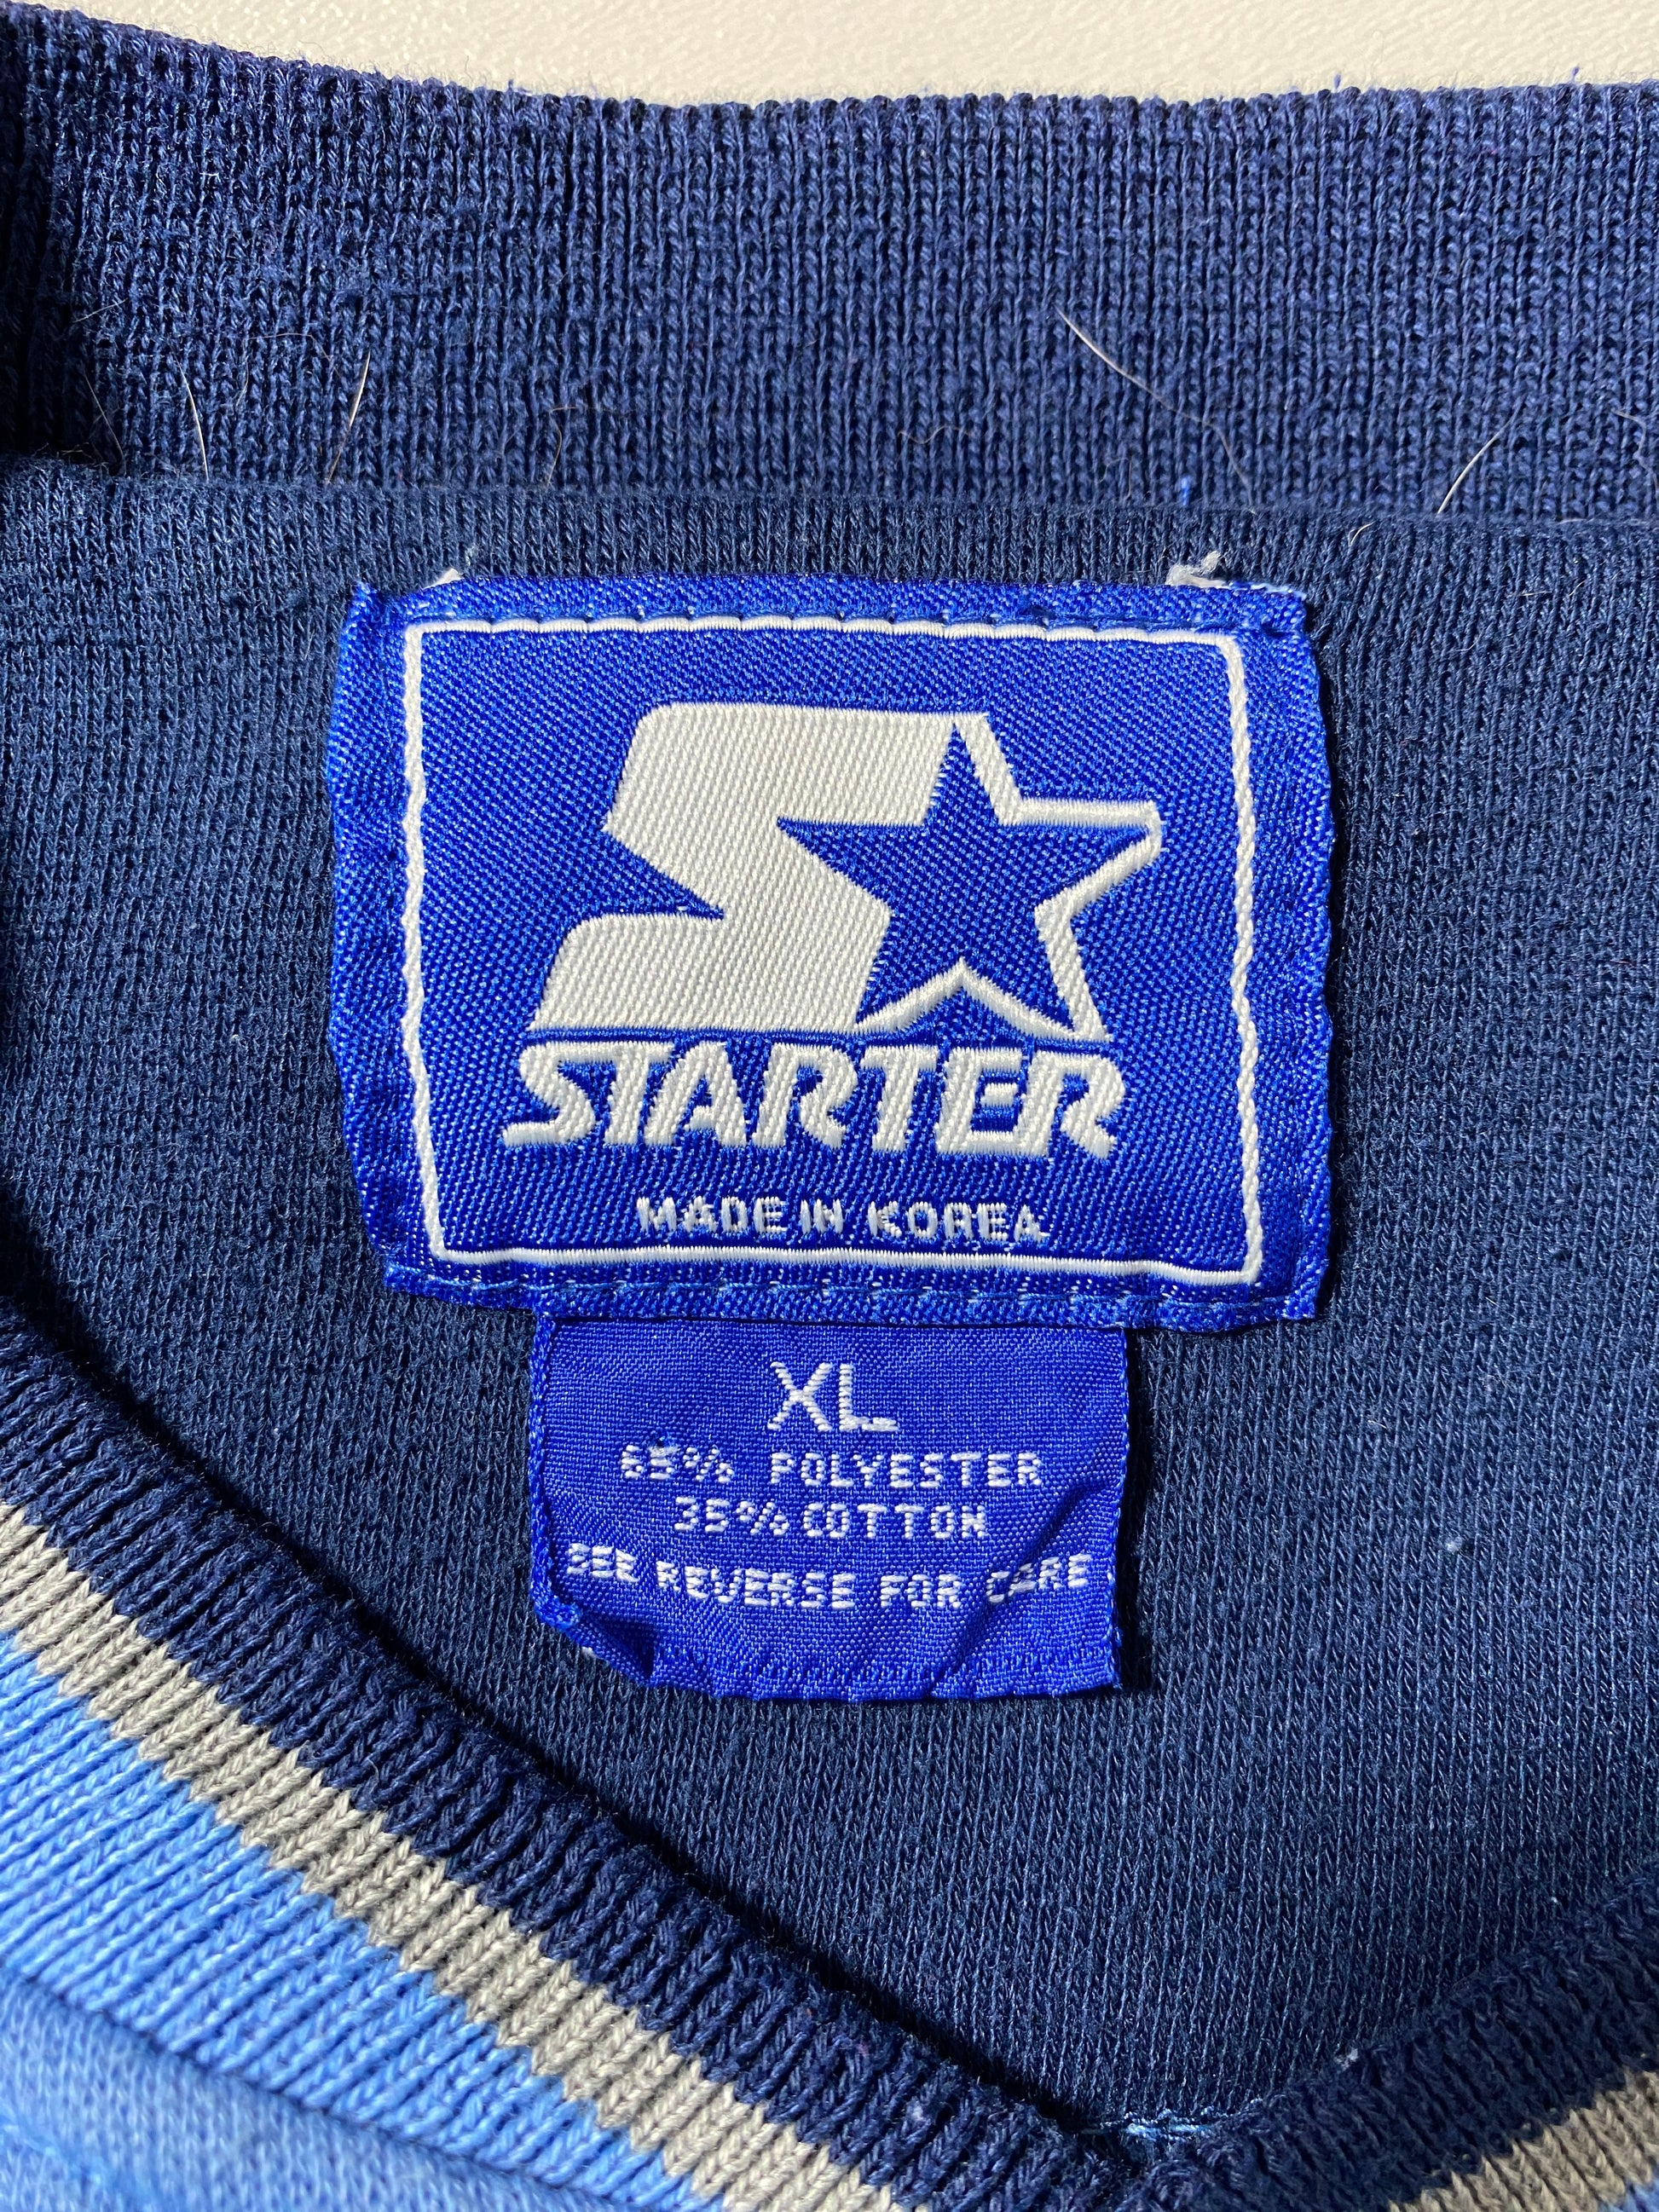 STARTER
MADE IN KOREA
XL
65% POLYESTER
35% COTTON
SEE REVERSE FOR CARE